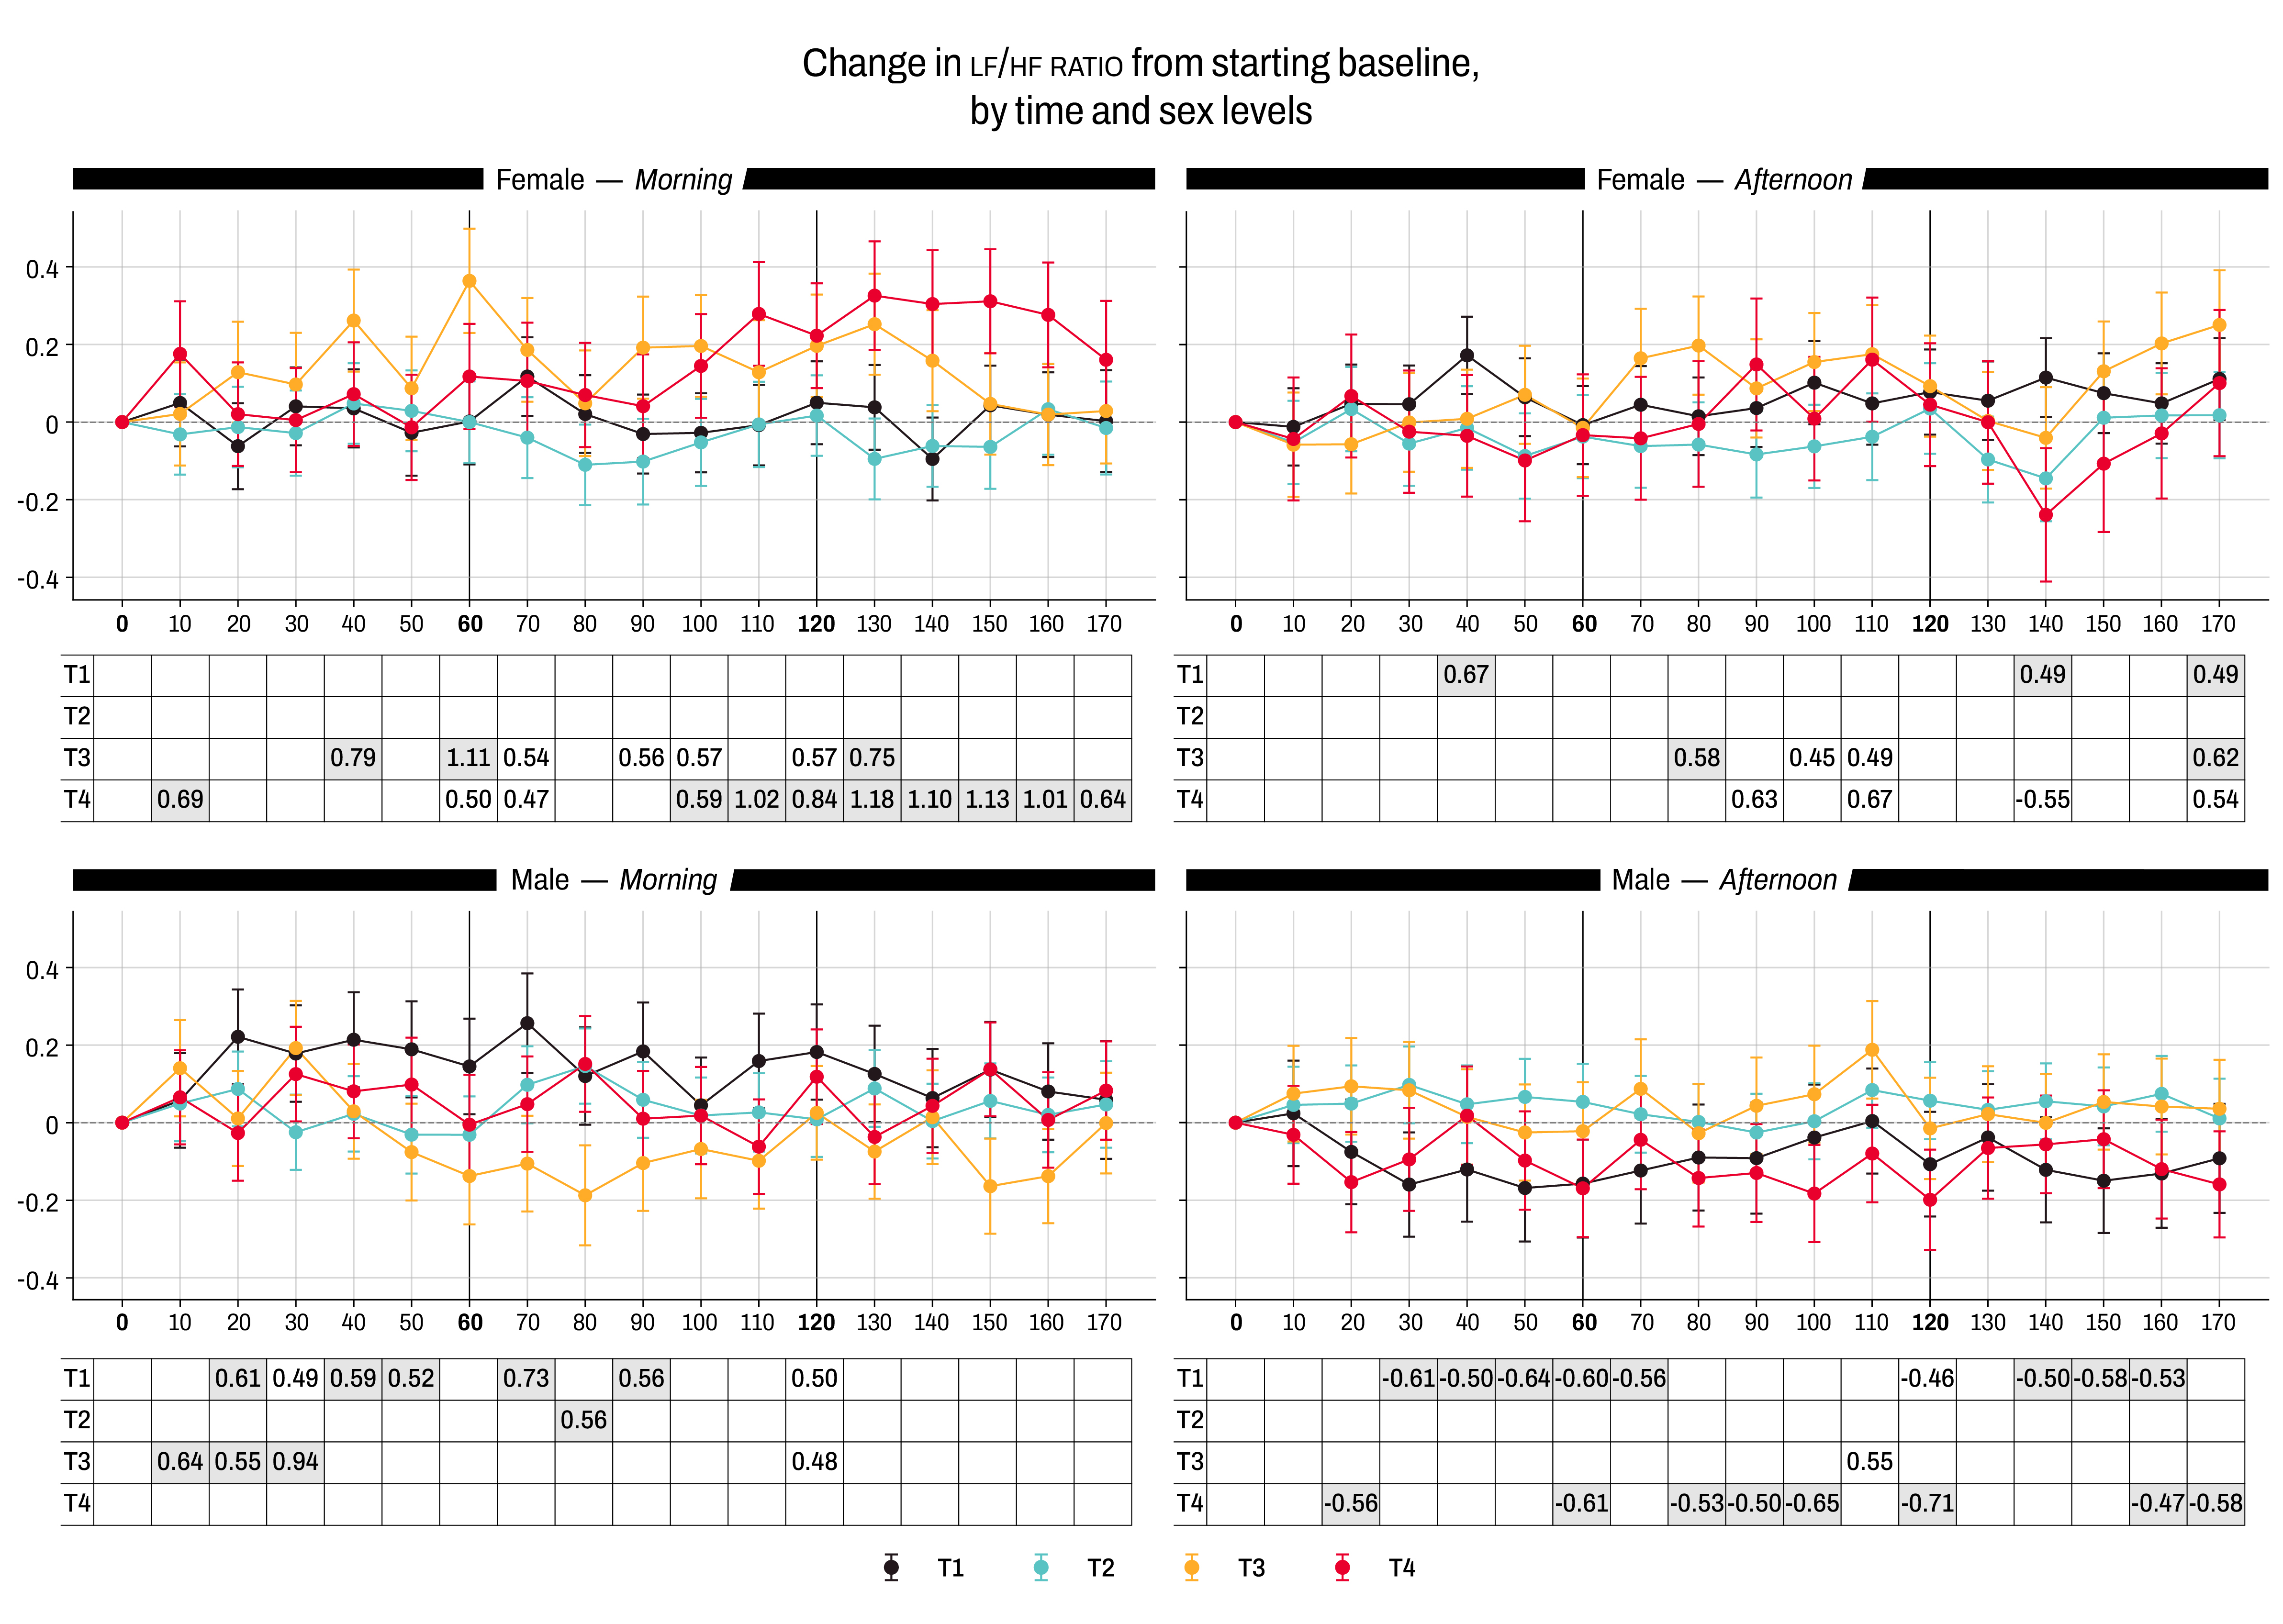 Change in LF/HF RATIO from starting baseline,
by time and sex levels
Female — Morning
0.4
0.2
0
-0.2
-0.4
0 10 20 30 40 50 60 70 80 90 100 110 120 130 140 150 160 170
T1
T2
T3 0.79 1.11 0.54 0.56 0.57 0.57 0.75
T4 0.69 0.50 0.47 0.59 1.02 0.84 1.18 1.10 1.13 1.01 0.64
Female — Afternoon
0 10 20 30 40 50 60 70 80 90 100 110 120 130 140 150 160 170
T1 0.67 0.49 0.49
T2
T3 0.58 0.45 0.49 0.62
T4 0.63 0.67 -0.55 0.54
Male — Morning
0.4
0.2
0
-0.2
-0.4
0 10 20 30 40 50 60 70 80 90 100 110 120 130 140 150 160 170
T1 0.61 0.49 0.59 0.52 0.73 0.56 0.50
T2 0.56
T3 0.64 0.55 0.94 0.48
T4
Male — Afternoon
0 10 20 30 40 50 60 70 80 90 100 110 120 130 140 150 160 170
T1 -0.61 -0.50 -0.64 -0.60 -0.56 -0.46 -0.50 -0.58 -0.53
T2
T3 0.55
T4 -0.56 -0.61 -0.53 -0.50 -0.65 -0.71 -0.47 -0.58
T1 T2 T3 T4